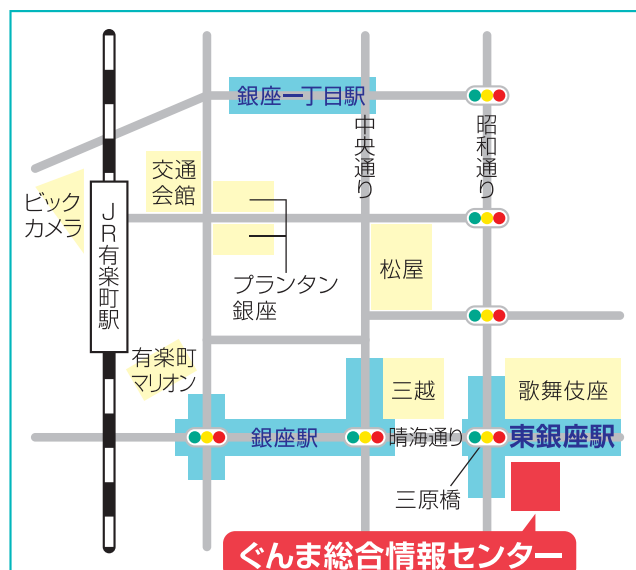 銀座一丁目駅
中央通り
昭和通り
交通
会館
ビック
カメラ
JR有楽町駅
プランタン
銀座
松屋
有楽町
マリオン
三越
歌舞伎座
銀座駅
晴海通り
東銀座駅
三原橋
ぐんま総合情報センター